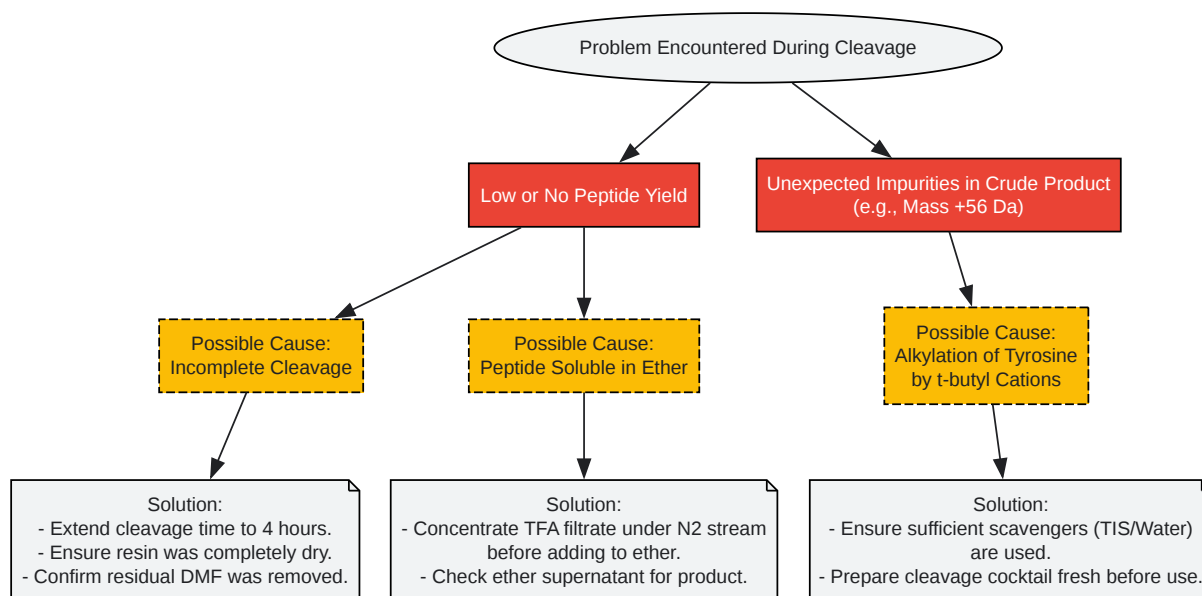 Problem Encountered During Cleavage
Low or No Peptide Yield
Unexpected Impurities in Crude Product
(e.g., Mass +56 Da)
Possible Cause:
Incomplete Cleavage
Possible Cause:
Peptide Soluble in Ether
Possible Cause:
Alkylation of Tyrosine
by t-butyl Cations
Solution:
- Extend cleavage time to 4 hours.
- Ensure resin was completely dry.
- Confirm residual DMF was removed.
Solution:
- Concentrate TFA filtrate under N2 stream
before adding to ether.
- Check ether supernatant for product.
Solution:
- Ensure sufficient scavengers (TIS/Water)
are used.
- Prepare cleavage cocktail fresh before use.